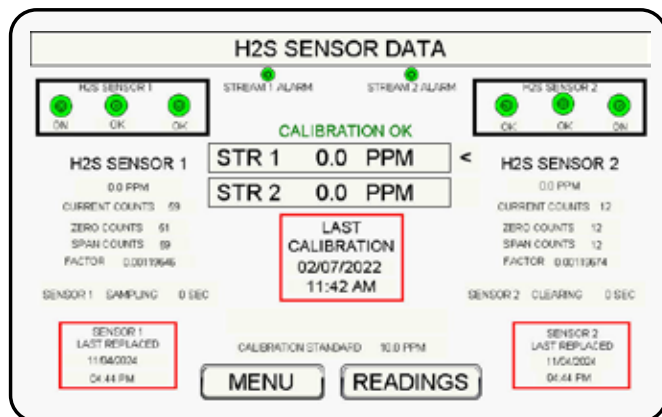 H2S SENSOR DATA
H2S SENSOR 1
ON OK OK
STREAM 1 ALARM
STREAM 2 ALARM
H2S SENSOR 2
OK OK ON
CALIBRATION OK
STR 1 0.0 PPM <
STR 2 0.0 PPM
H2S SENSOR 1
0.0 PPM
CURRENT COUNTS 59
ZERO COUNTS 61
SPAN COUNTS 59
FACTOR 0.00119646
SENSOR 1 SAMPLING 0 SEC
SENSOR 1
LAST REPLACED
11/04/2024
04:44 PM
LAST
CALIBRATION
02/07/2022
11:42 AM
CALIBRATION STANDARD 10.0 PPM
MENU
READINGS
H2S SENSOR 2
0.0 PPM
CURRENT COUNTS 12
ZERO COUNTS 12
SPAN COUNTS 12
FACTOR 0.00119674
SENSOR 2 CLEARING 0 SEC
SENSOR 2
LAST REPLACED
11/04/2024
04:44 PM